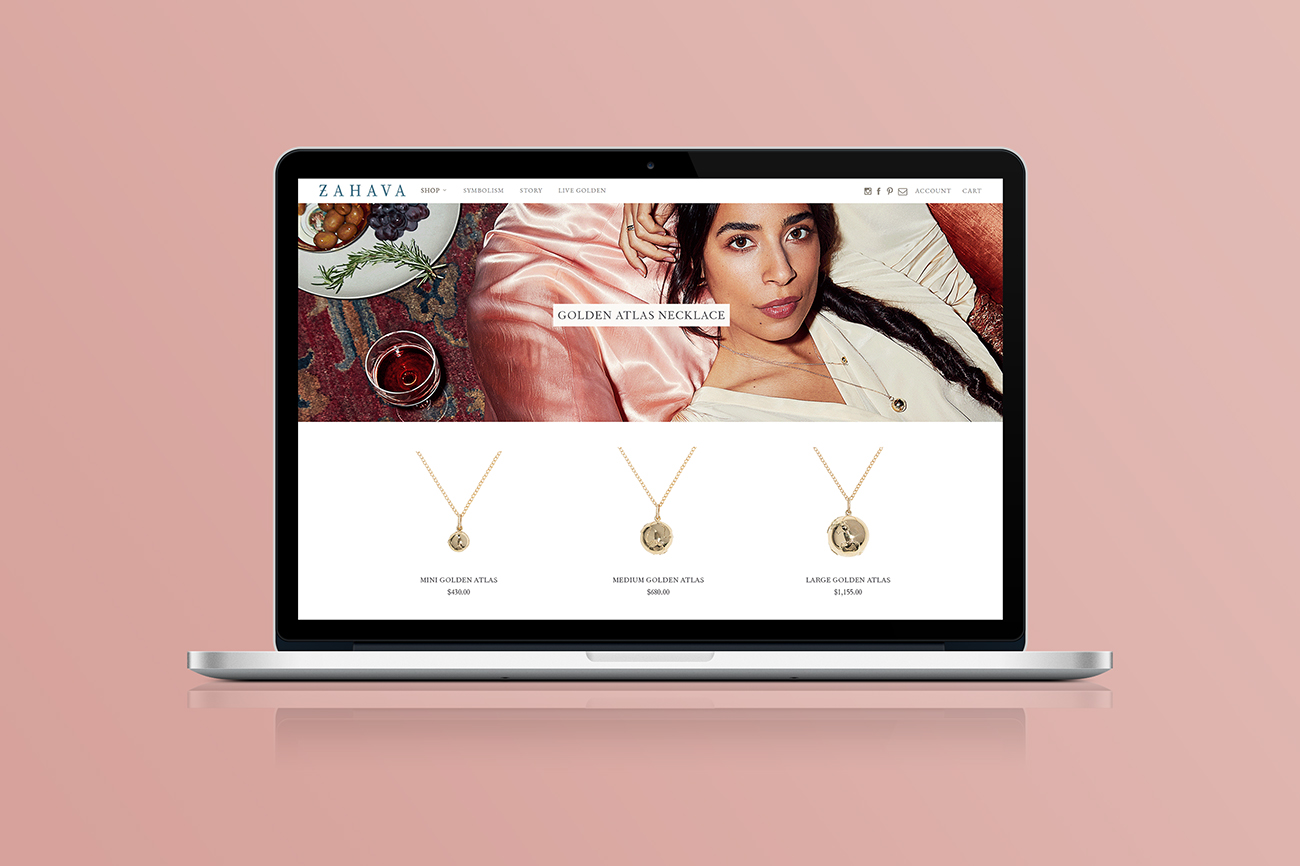 ZAHAVA SHOP SYMBOLISM STORY LIVE GOLDEN ACCOUNT CART
GOLDEN ATLAS NECKLACE
MINI GOLDEN ATLAS
$430.00
MEDIUM GOLDEN ATLAS
$680.00
LARGE GOLDEN ATLAS
$1,155.00